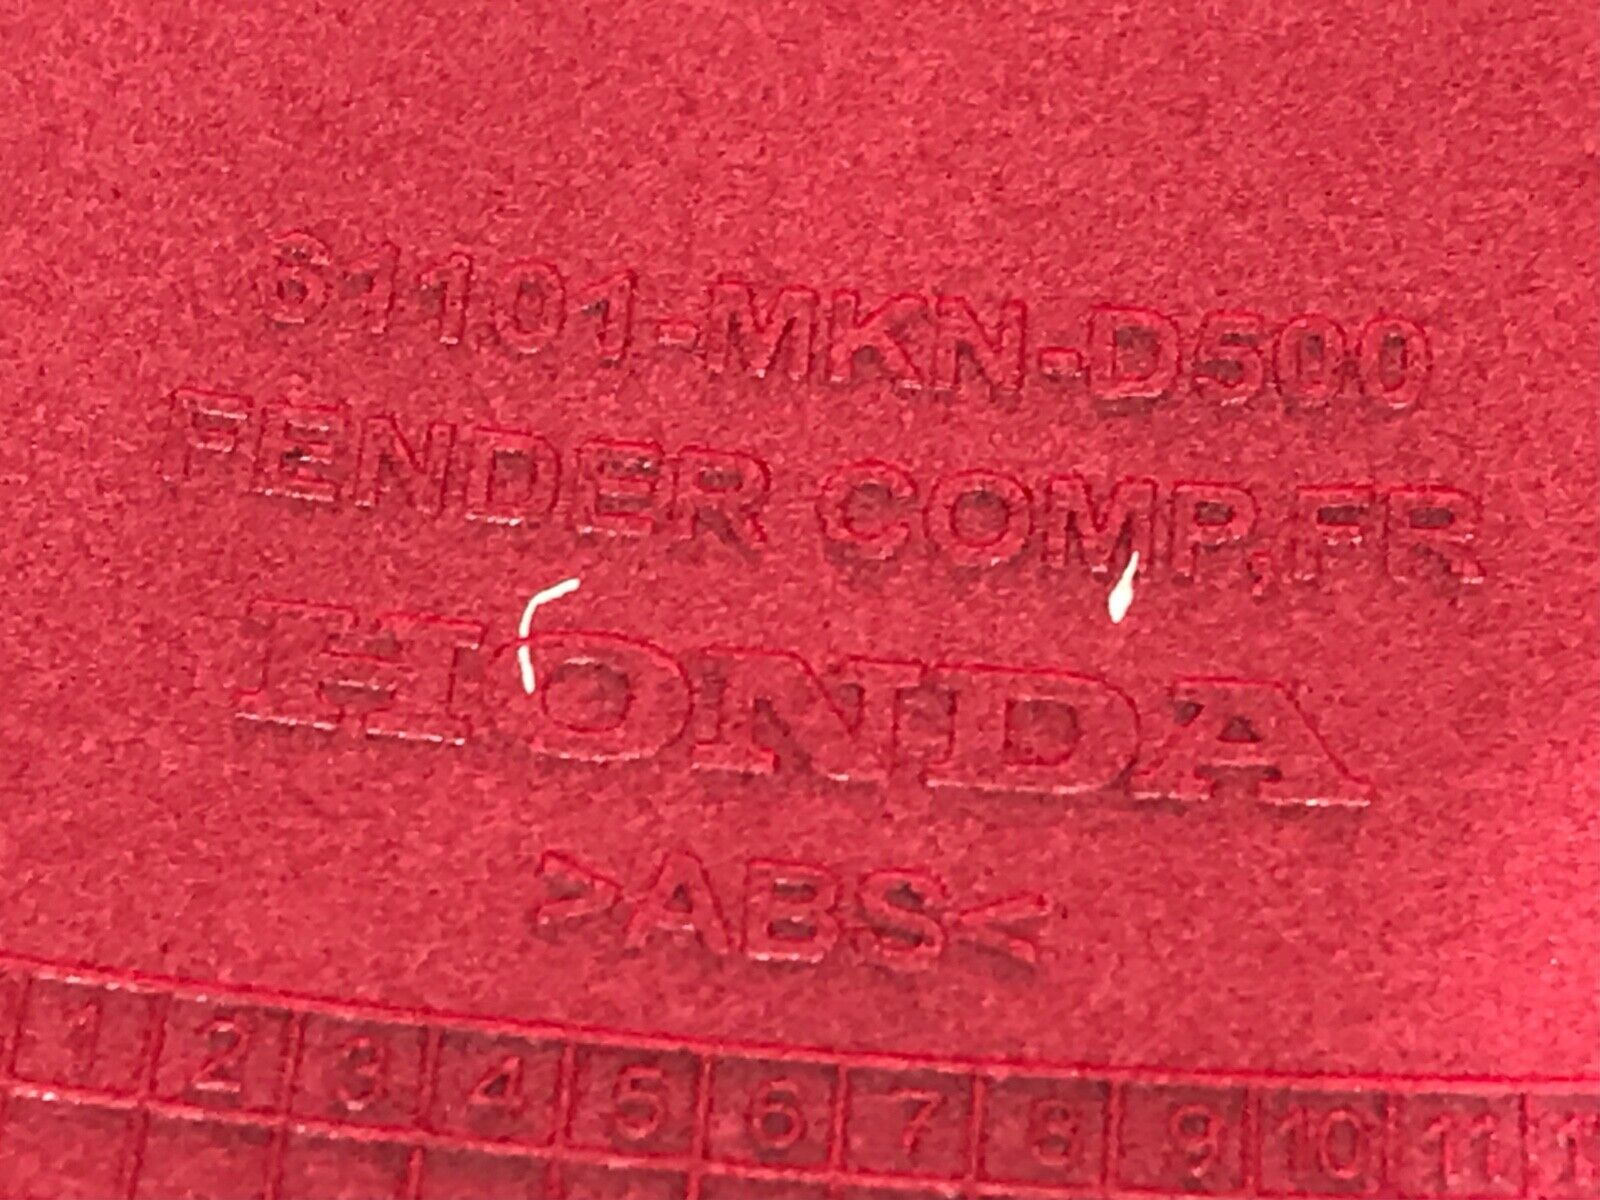 61101-MKN-D500
FENDER COMP,FR
HONDA
>ABS<
1 2 3 4 5 6 7 8 9 10 11